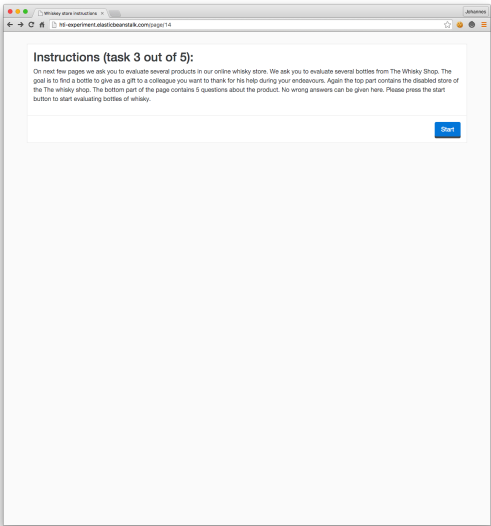 Whiskey store instructions
Johannes
hti-experiment.elasticbeanstalk.com/page/14
Instructions (task 3 out of 5):
On next few pages we ask you to evaluate several products in our online whisky store. We ask you to evaluate several bottles from The Whisky Shop. The
goal is to find a bottle to give as a gift to a colleague you want to thank for his help during your endeavours. Again the top part contains the disabled store of
the The whisky shop. The bottom part of the page contains 5 questions about the product. No wrong answers can be given here. Please press the start
button to start evaluating bottles of whisky.
Start